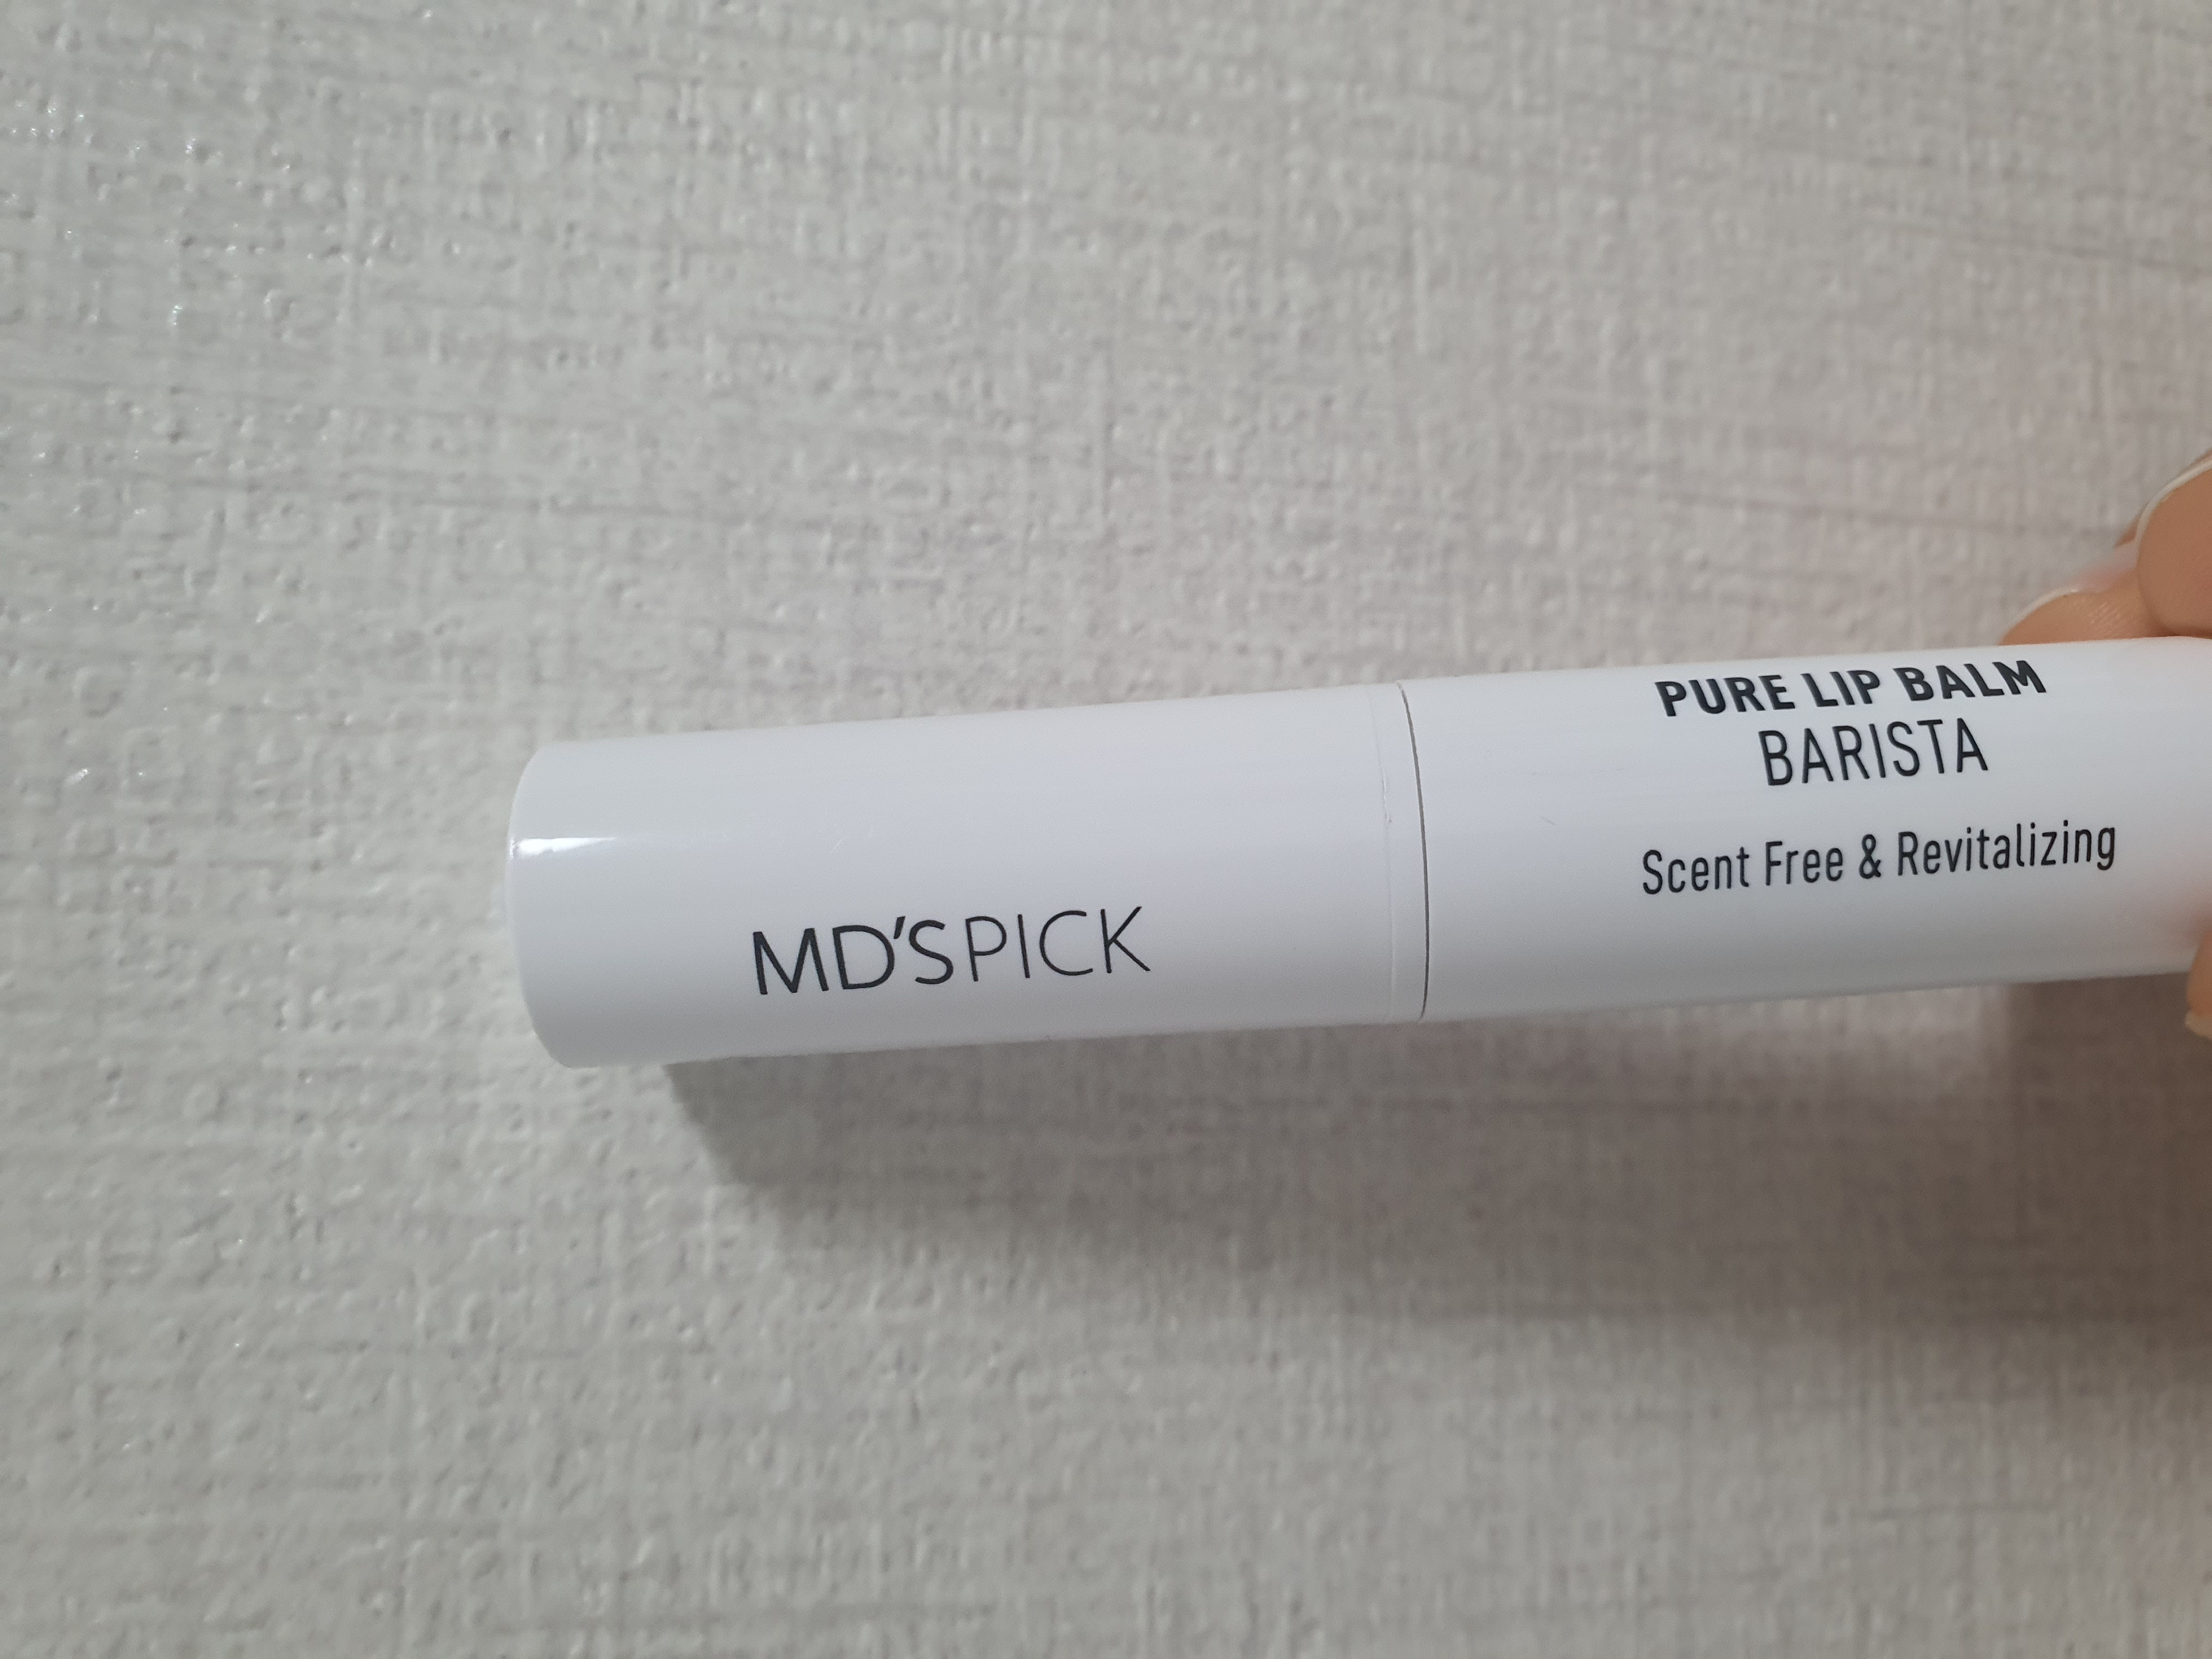 MD'SPICK
PURE LIP BALM
BARISTA
Scent Free & Revitalizing